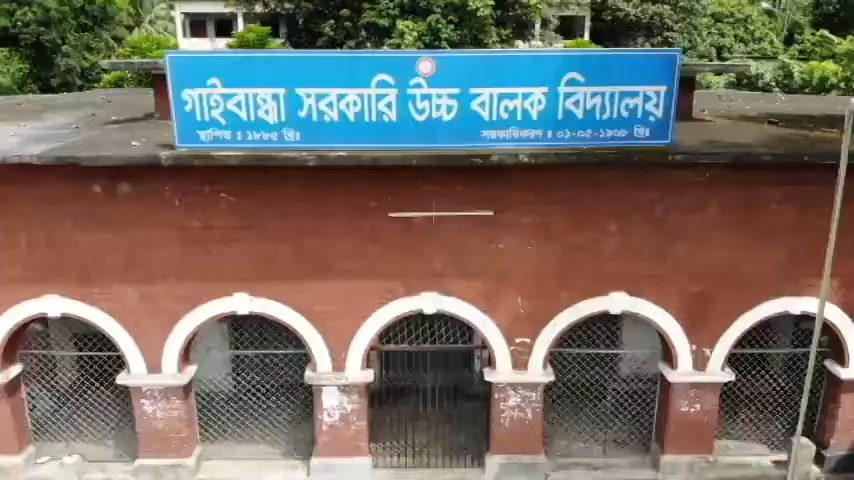 গাইবান্ধা সরকারি উচ্চ বালক বিদ্যালয়
স্থাপিত : ১৮৮৫ খ্রিঃ সরকারিকরণ : ০১-০৫-১৯৬৮ খ্রিঃ